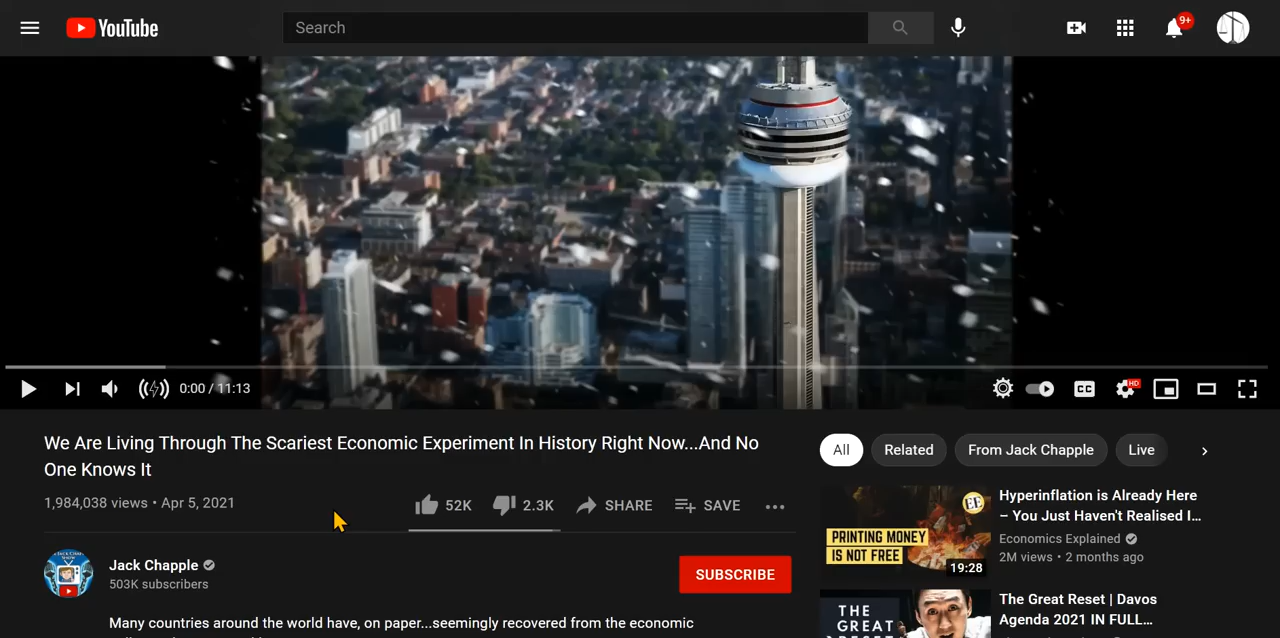 YouTube
Search
9+
0:00 / 11:13
CC
HD
We Are Living Through The Scariest Economic Experiment In History Right Now...And No
One Knows It
1,984,038 views • Apr 5, 2021
52K
2.3K
SHARE
SAVE
Jack Chapple
503K subscribers
SUBSCRIBE
Many countries around the world have, on paper...seemingly recovered from the economic
All
Related
From Jack Chapple
Live
EE
PRINTING MONEY
IS NOT FREE
19:28
Hyperinflation is Already Here
– You Just Haven't Realised I...
Economics Explained
2M views • 2 months ago
THE
GREAT
The Great Reset | Davos
Agenda 2021 IN FULL...